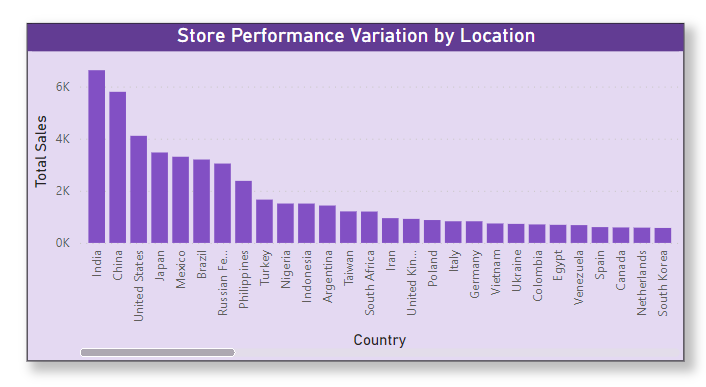 Store Performance Variation by Location
Total Sales
6K
4K
2K
0K
India
China
United States
Japan
Mexico
Brazil
Russian Fe...
Philippines
Turkey
Nigeria
Indonesia
Argentina
Taiwan
South Africa
Iran
United Kin...
Poland
Italy
Germany
Vietnam
Ukraine
Colombia
Egypt
Venezuela
Spain
Canada
Netherlands
South Korea
Country